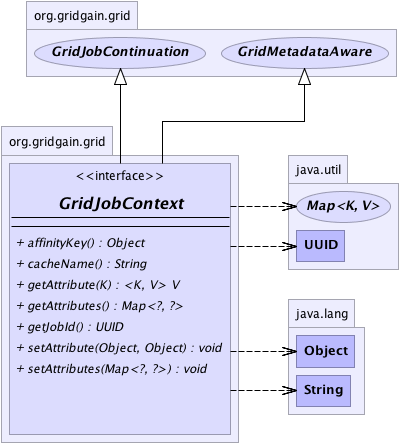 org.gridgain.grid
GridJobContinuation
GridMetadataAware
org.gridgain.grid
<<interface>>
GridJobContext
+ affinityKey() : Object
+ cacheName() : String
+ getAttribute(K) : <K, V> V
+ getAttributes() : Map<?, ?>
+ getJobId() : UUID
+ setAttribute(Object, Object) : void
+ setAttributes(Map<?, ?>) : void
java.util
Map<K, V>
UUID
java.lang
Object
String